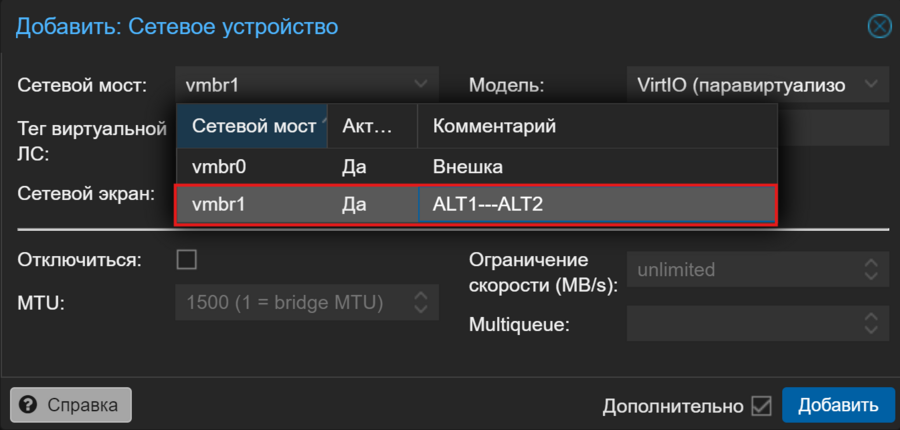 Добавить: Сетевое устройство
Сетевой мост: vmbr1 Модель: VirtIO (паравиртуализо
Тег виртуальной
ЛС:
Сетевой мост Акт… Комментарий
vmbr0 Да Внешка
Сетевой экран:
vmbr1 Да ALT1---ALT2
Отключиться: Ограничение
скорости (MB/s): unlimited
MTU: 1500 (1 = bridge MTU)
Multiqueue:
Справка Дополнительно Добавить